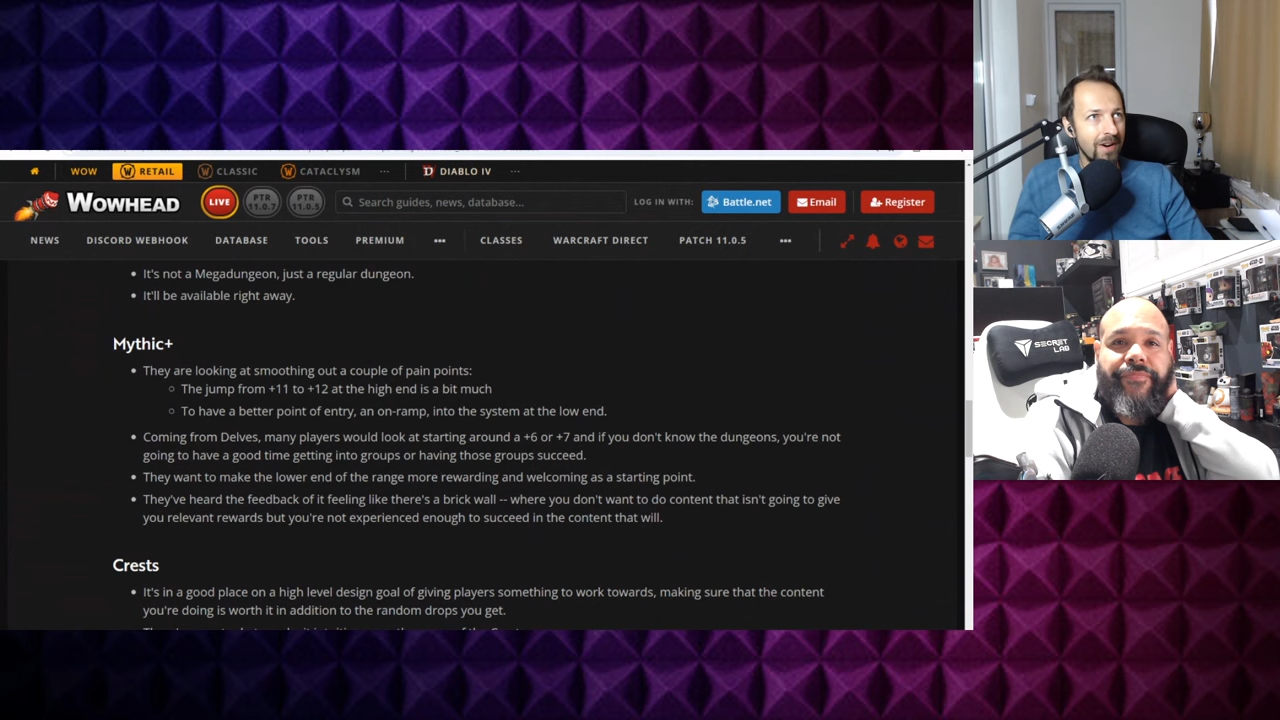 WOW RETAIL CLASSIC CATACLYSM ... DIABLO IV ...
WOWHEAD LIVE PTR 11.0.7 PTR 11.0.5 Search guides, news, database... LOG IN WITH: Battle.net Email Register
NEWS DISCORD WEBHOOK DATABASE TOOLS PREMIUM ... CLASSES WARCRAFT DIRECT PATCH 11.0.5 ...
• It's not a Megadungeon, just a regular dungeon.
• It'll be available right away.
Mythic+
• They are looking at smoothing out a couple of pain points:
◦ The jump from +11 to +12 at the high end is a bit much
◦ To have a better point of entry, an on-ramp, into the system at the low end.
• Coming from Delves, many players would look at starting around a +6 or +7 and if you don't know the dungeons, you're not
going to have a good time getting into groups or having those groups succeed.
• They want to make the lower end of the range more rewarding and welcoming as a starting point.
• They've heard the feedback of it feeling like there's a brick wall -- where you don't want to do content that isn't going to give
you relevant rewards but you're not experienced enough to succeed in the content that will.
Crests
• It's in a good place on a high level design goal of giving players something to work towards, making sure that the content
you're doing is worth it in addition to the random drops you get.
SECRET
LAB